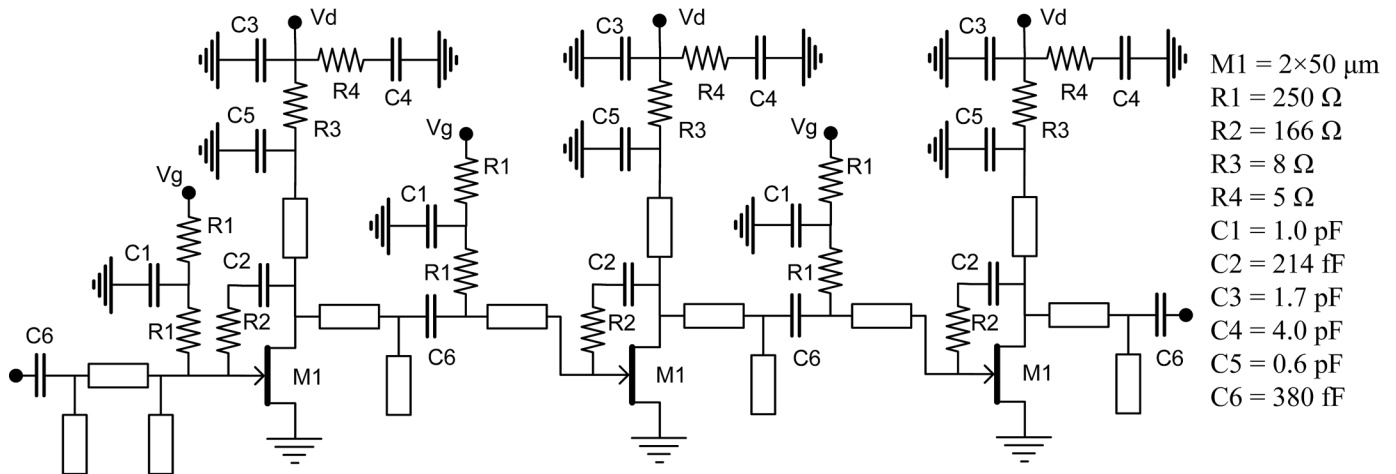 C3 Vd
R4 C4
C5 R3
Vg
R1
C1
C2
R1 R2
C6
M1
Vg
R1
C1
R1
C6
C3 Vd
R4 C4
C5 R3
C2
R2
M1
Vg
R1
C1
R1
C6
C3 Vd
R4 C4
C5 R3
C2
R2
M1
C6
M1 = 2×50 μm
R1 = 250 Ω
R2 = 166 Ω
R3 = 8 Ω
R4 = 5 Ω
C1 = 1.0 pF
C2 = 214 fF
C3 = 1.7 pF
C4 = 4.0 pF
C5 = 0.6 pF
C6 = 380 fF